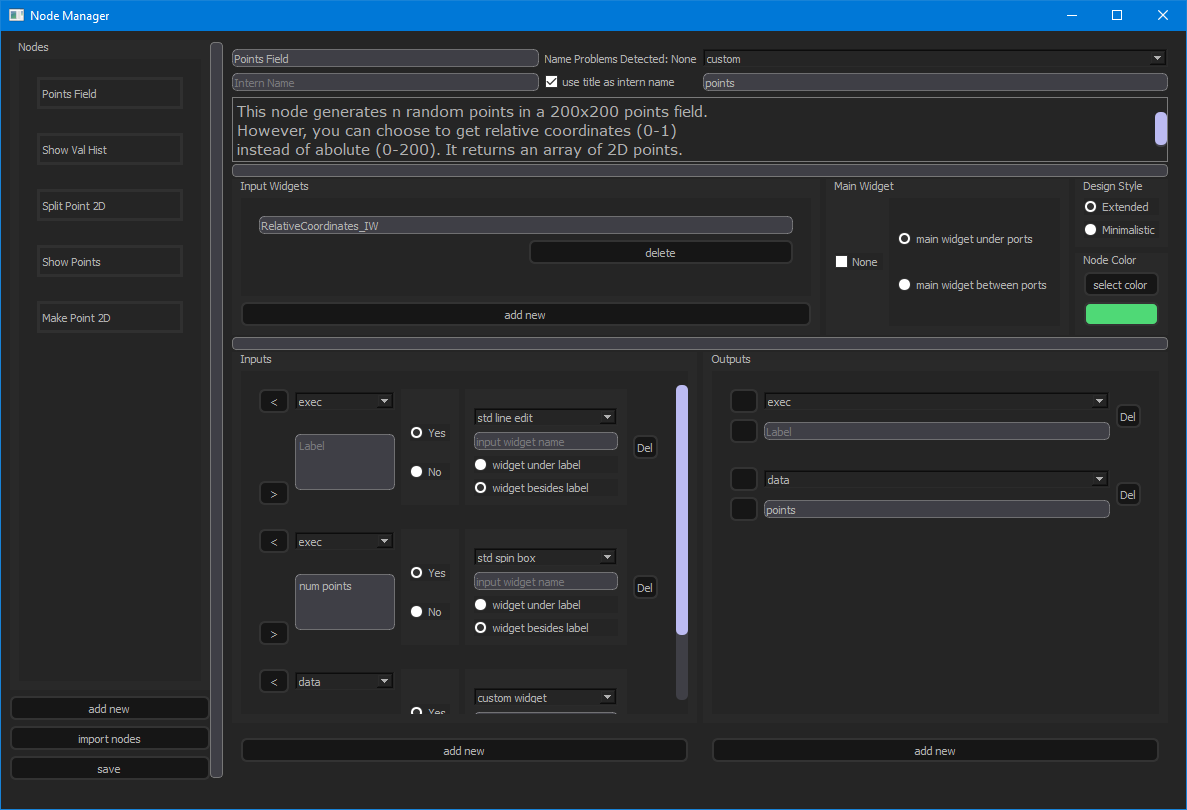 Node Manager
Nodes
Points Field
Show Val Hist
Split Point 2D
Show Points
Make Point 2D
add new
import nodes
save
Points Field
Name Problems Detected: None
custom
Intern Name
use title as intern name
points
This node generates n random points in a 200x200 points field.
However, you can choose to get relative coordinates (0-1)
instead of abolute (0-200). It returns an array of 2D points.
Input Widgets
RelativeCoordinates_IW
delete
add new
Main Widget
None
main widget under ports
main widget between ports
Design Style
Extended
Minimalistic
Node Color
select color
Inputs
<
exec
Label
>
Yes
No
std line edit
input widget name
widget under label
widget besides label
Del
<
exec
num points
>
Yes
No
std spin box
input widget name
widget under label
widget besides label
Del
<
data
Yes
custom widget
add new
Outputs
exec
Label
Del
data
points
Del
add new